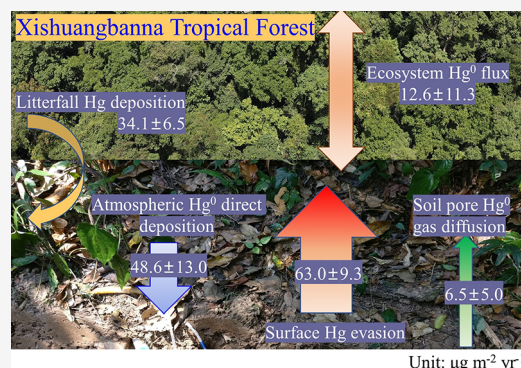 Xishuangbanna Tropical Forest
Ecosystem Hg⁰ flux
12.6±11.3
Litterfall Hg deposition
34.1±6.5
Atmospheric Hg⁰ direct
deposition
48.6±13.0
63.0±9.3
Surface Hg evasion
Soil pore Hg⁰
gas diffusion
6.5±5.0
Unit: µg m⁻² yr⁻